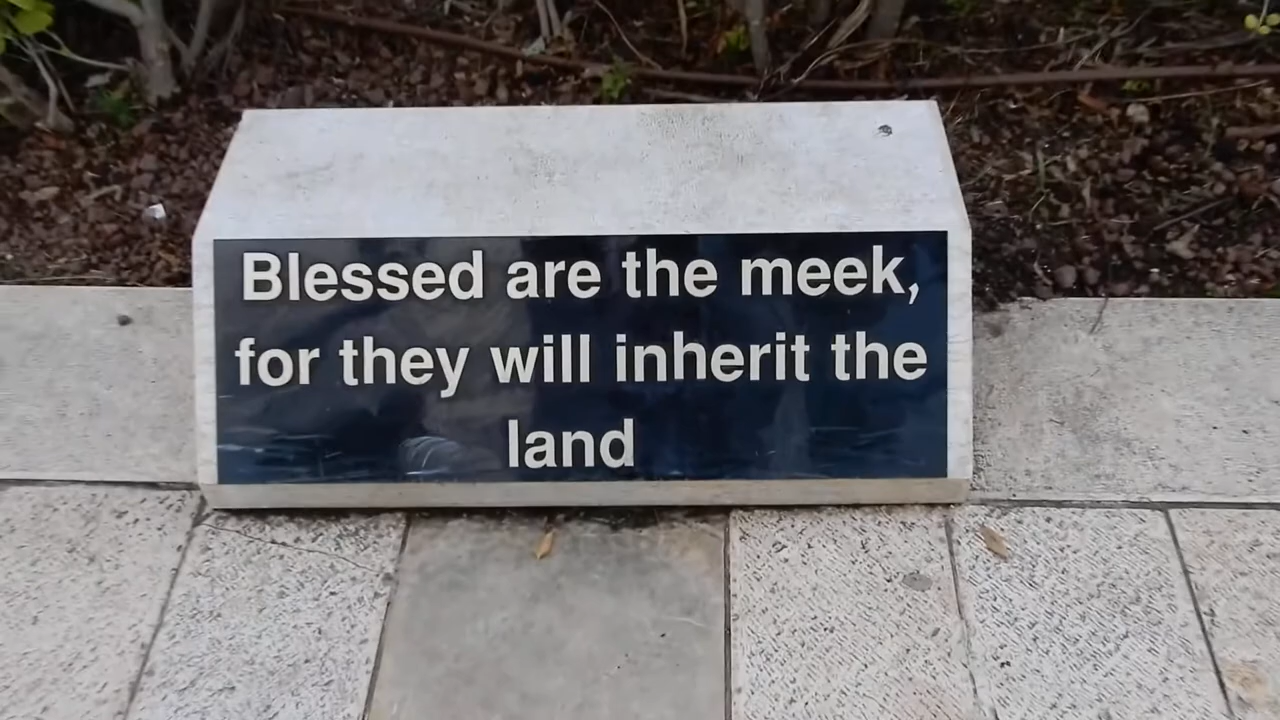 Blessed are the meek,
for they will inherit the
land